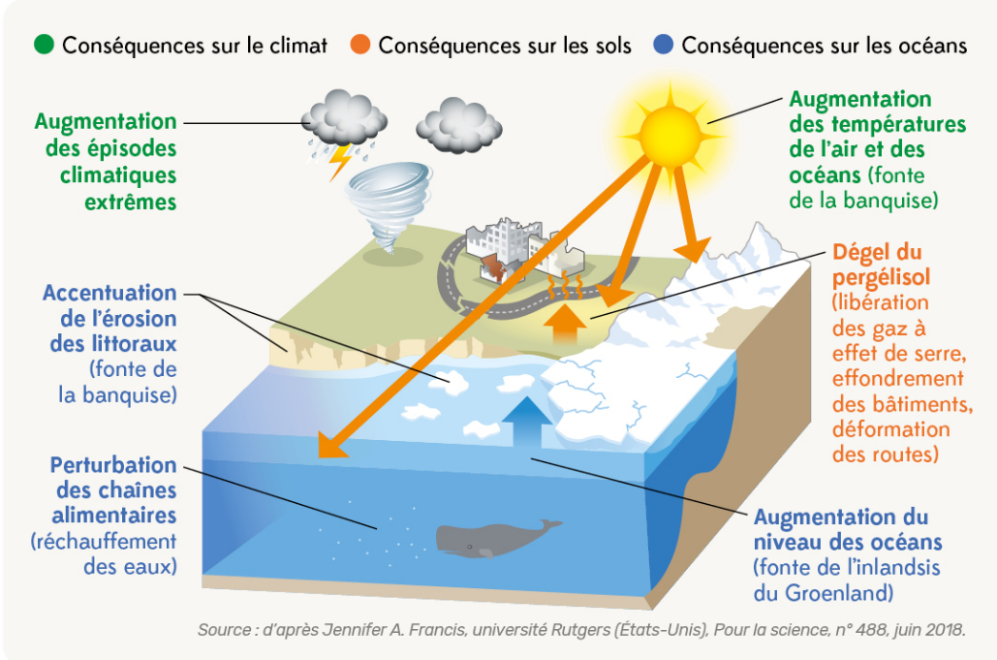 Conséquences sur le climat
Conséquences sur les sols
Conséquences sur les océans
Augmentation
des épisodes
climatiques
extrêmes
Augmentation
des températures
de l'air et des
océans (fonte
de la banquise)
Accentuation
de l'érosion
des littoraux
(fonte de
la banquise)
Dégel du
pergélisol
(libération
des gaz à
effet de serre,
effondrement
des bâtiments,
déformation
des routes)
Perturbation
des chaînes
alimentaires
(réchauffement
des eaux)
Augmentation du
niveau des océans
(fonte de l'inlandsis
du Groenland)
Source : d'après Jennifer A. Francis, université Rutgers (États-Unis), Pour la science, n° 488, juin 2018.